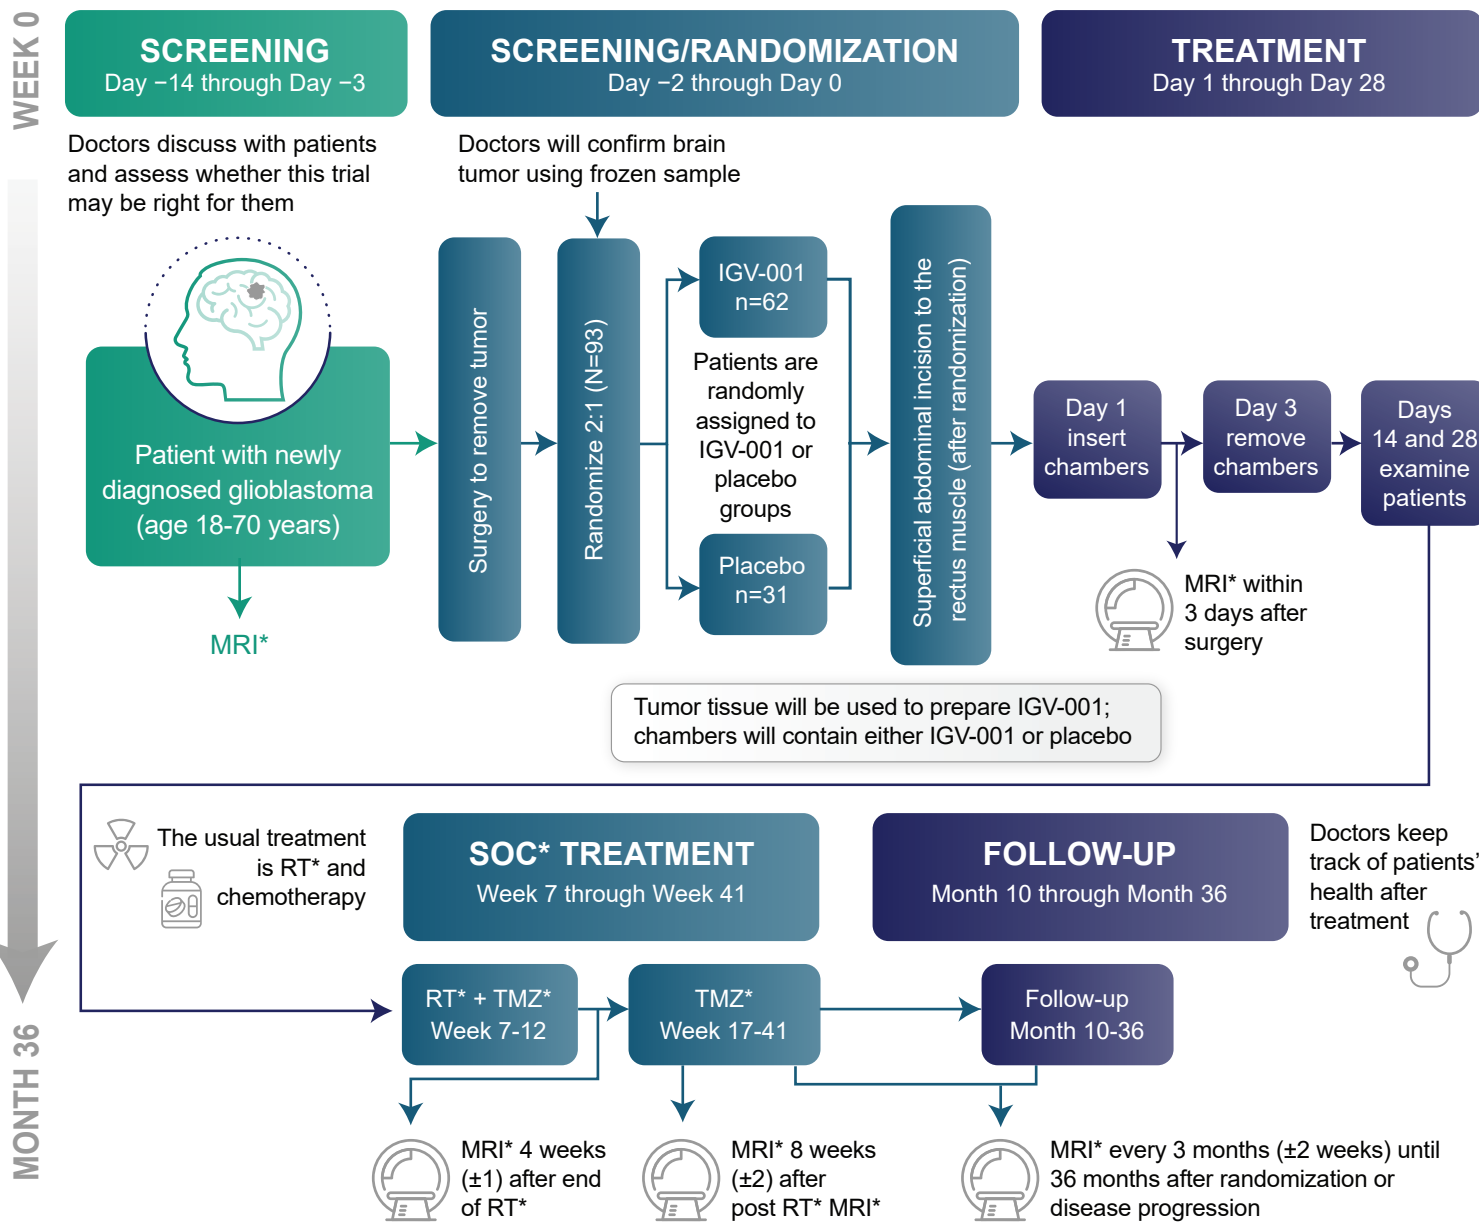 WEEK 0
SCREENING
Day −14 through Day −3
SCREENING/RANDOMIZATION
Day −2 through Day 0
TREATMENT
Day 1 through Day 28
Doctors discuss with patients
and assess whether this trial
may be right for them
Doctors will confirm brain
tumor using frozen sample
Patient with newly
diagnosed glioblastoma
(age 18-70 years)
MRI*
Surgery to remove tumor
Randomize 2:1 (N=93)
IGV-001
n=62
Patients are
randomly
assigned to
IGV-001 or
placebo
groups
Placebo
n=31
Superficial abdominal incision to the
rectus muscle (after randomization)
Day 1
insert
chambers
Day 3
remove
chambers
Days
14 and 28
examine
patients
MRI* within
3 days after
surgery
Tumor tissue will be used to prepare IGV-001;
chambers will contain either IGV-001 or placebo
The usual treatment
is RT* and
chemotherapy
SOC* TREATMENT
Week 7 through Week 41
FOLLOW-UP
Month 10 through Month 36
Doctors keep
track of patients'
health after
treatment
RT* + TMZ*
Week 7-12
TMZ*
Week 17-41
Follow-up
Month 10-36
MRI* 4 weeks
(±1) after end
of RT*
MRI* 8 weeks
(±2) after
post RT* MRI*
MRI* every 3 months (±2 weeks) until
36 months after randomization or
disease progression
MONTH 36